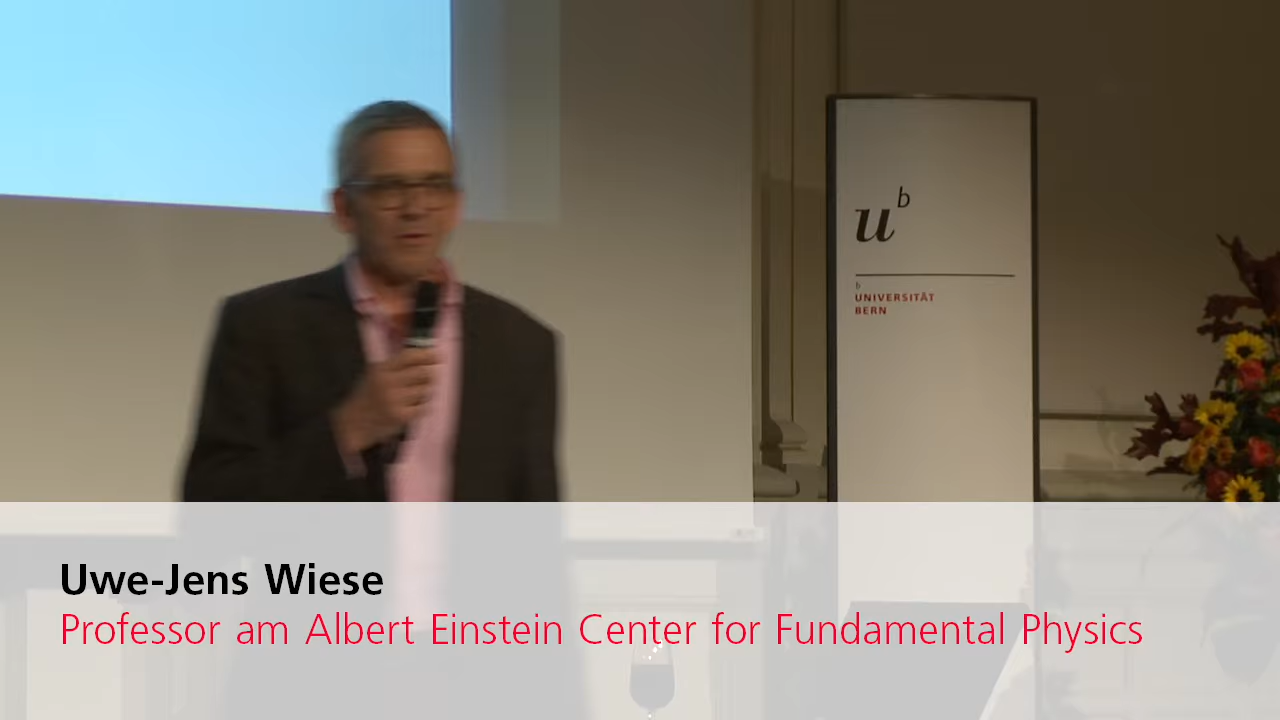 u b
b
UNIVERSITÄT
BERN
Uwe-Jens Wiese
Professor am Albert Einstein Center for Fundamental Physics